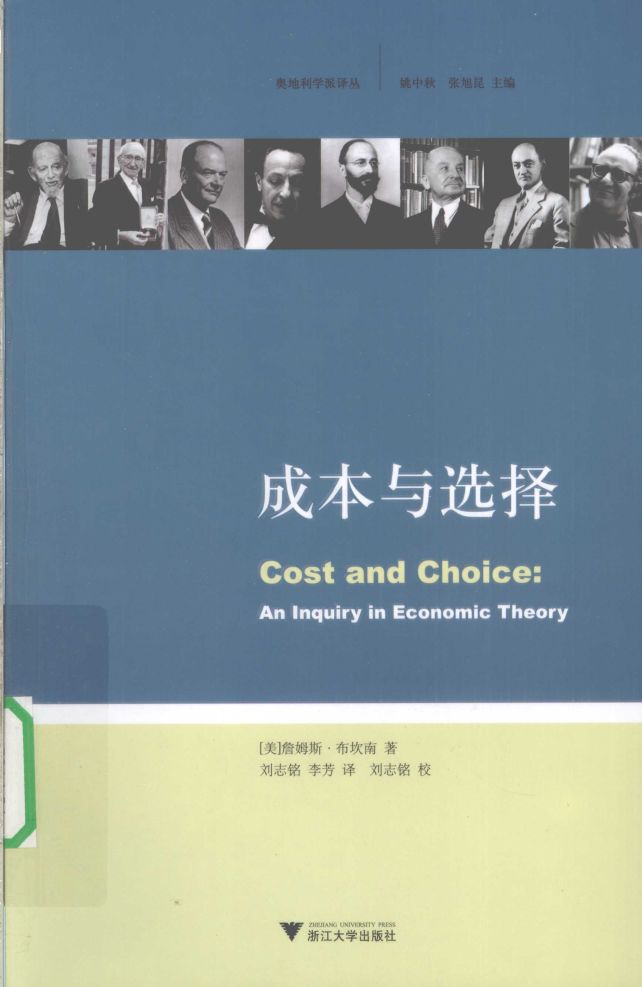 奥地利学派译丛 姚中秋 张旭昆 主编
成本与选择
Cost and Choice:
An Inquiry in Economic Theory
[美]詹姆斯·布坎南 著
刘志铭 李芳 译 刘志铭 校
ZHEJIANG UNIVERSITY PRESS
浙江大学出版社